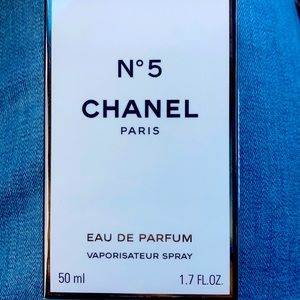 N°5
CHANEL
PARIS
EAU DE PARFUM
VAPORISATEUR SPRAY
50 ml 1.7 FL.OZ.